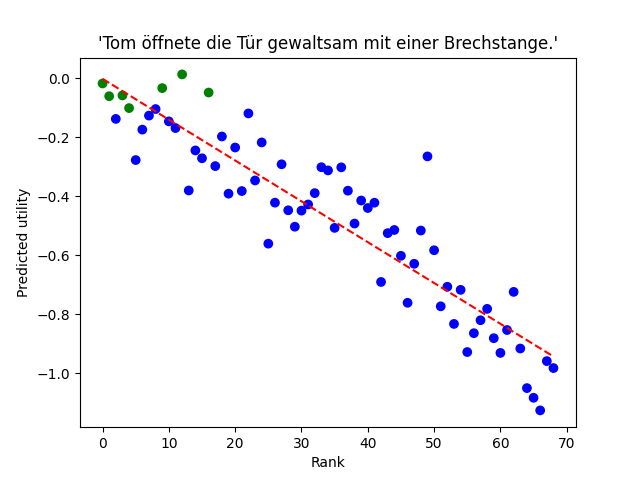 'Tom öffnete die Tür gewaltsam mit einer Brechstange.'
0.0
−0.2
−0.4
−0.6
−0.8
−1.0
Predicted utility
0 10 20 30 40 50 60 70
Rank